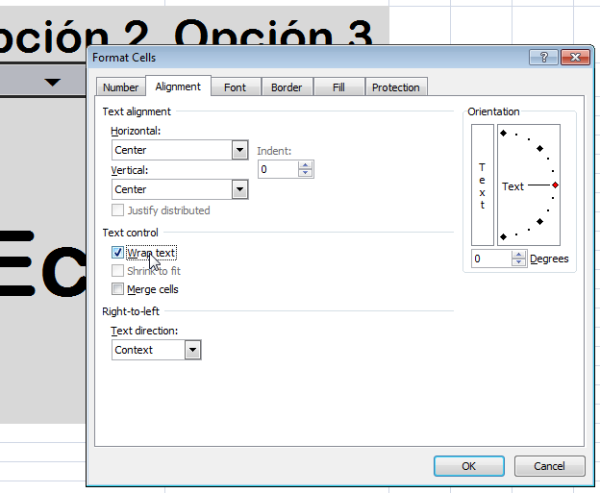 pción 2 Opción 3
Format Cells
Number Alignment Font Border Fill Protection
Text alignment
Horizontal:
Center
Indent:
Vertical:
0
Center
Justify distributed
Text control
Wrap text
Shrink to fit
Merge cells
Right-to-left
Text direction:
Context
Orientation
Text
Text
0 Degrees
Ec
OK Cancel